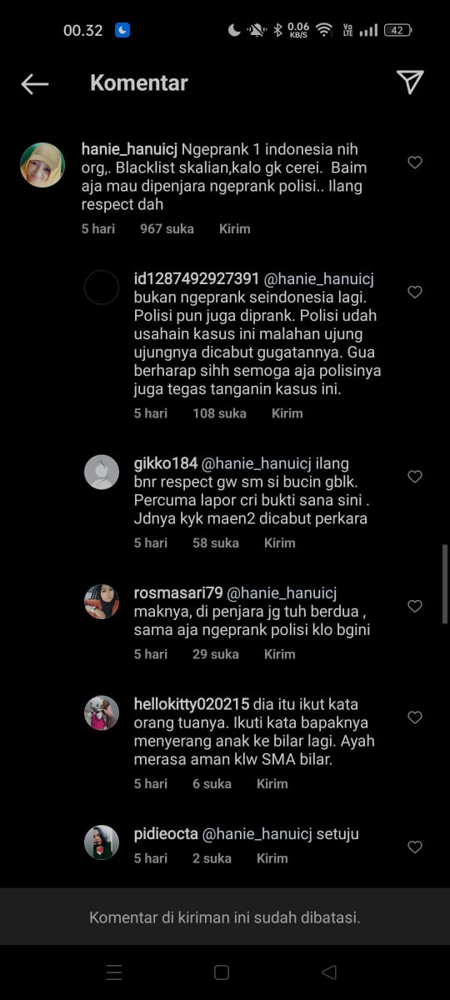 00.32
0.06
KB/S
Vo
LTE
42
Komentar
hanie_hanuicj Ngeprank 1 indonesia nih
org,. Blacklist skalian,kalo gk cerei.  Baim
aja mau dipenjara ngeprank polisi.. Ilang
respect dah
5 hari 967 suka Kirim
id1287492927391 @hanie_hanuicj
bukan ngeprank seindonesia lagi.
Polisi pun juga diprank. Polisi udah
usahain kasus ini malahan ujung
ujungnya dicabut gugatannya. Gua
berharap sihh semoga aja polisinya
juga tegas tanganin kasus ini.
5 hari 108 suka Kirim
gikko184 @hanie_hanuicj ilang
bnr respect gw sm si bucin gblk.
Percuma lapor cri bukti sana sini .
Jdnya kyk maen2 dicabut perkara
5 hari 58 suka Kirim
rosmasari79 @hanie_hanuicj
maknya, di penjara jg tuh berdua ,
sama aja ngeprank polisi klo bgini
5 hari 29 suka Kirim
hellokitty020215 dia itu ikut kata
orang tuanya. Ikuti kata bapaknya
menyerang anak ke bilar lagi. Ayah
merasa aman klw SMA bilar.
5 hari 6 suka Kirim
pidieocta @hanie_hanuicj setuju
5 hari 2 suka Kirim
Komentar di kiriman ini sudah dibatasi.